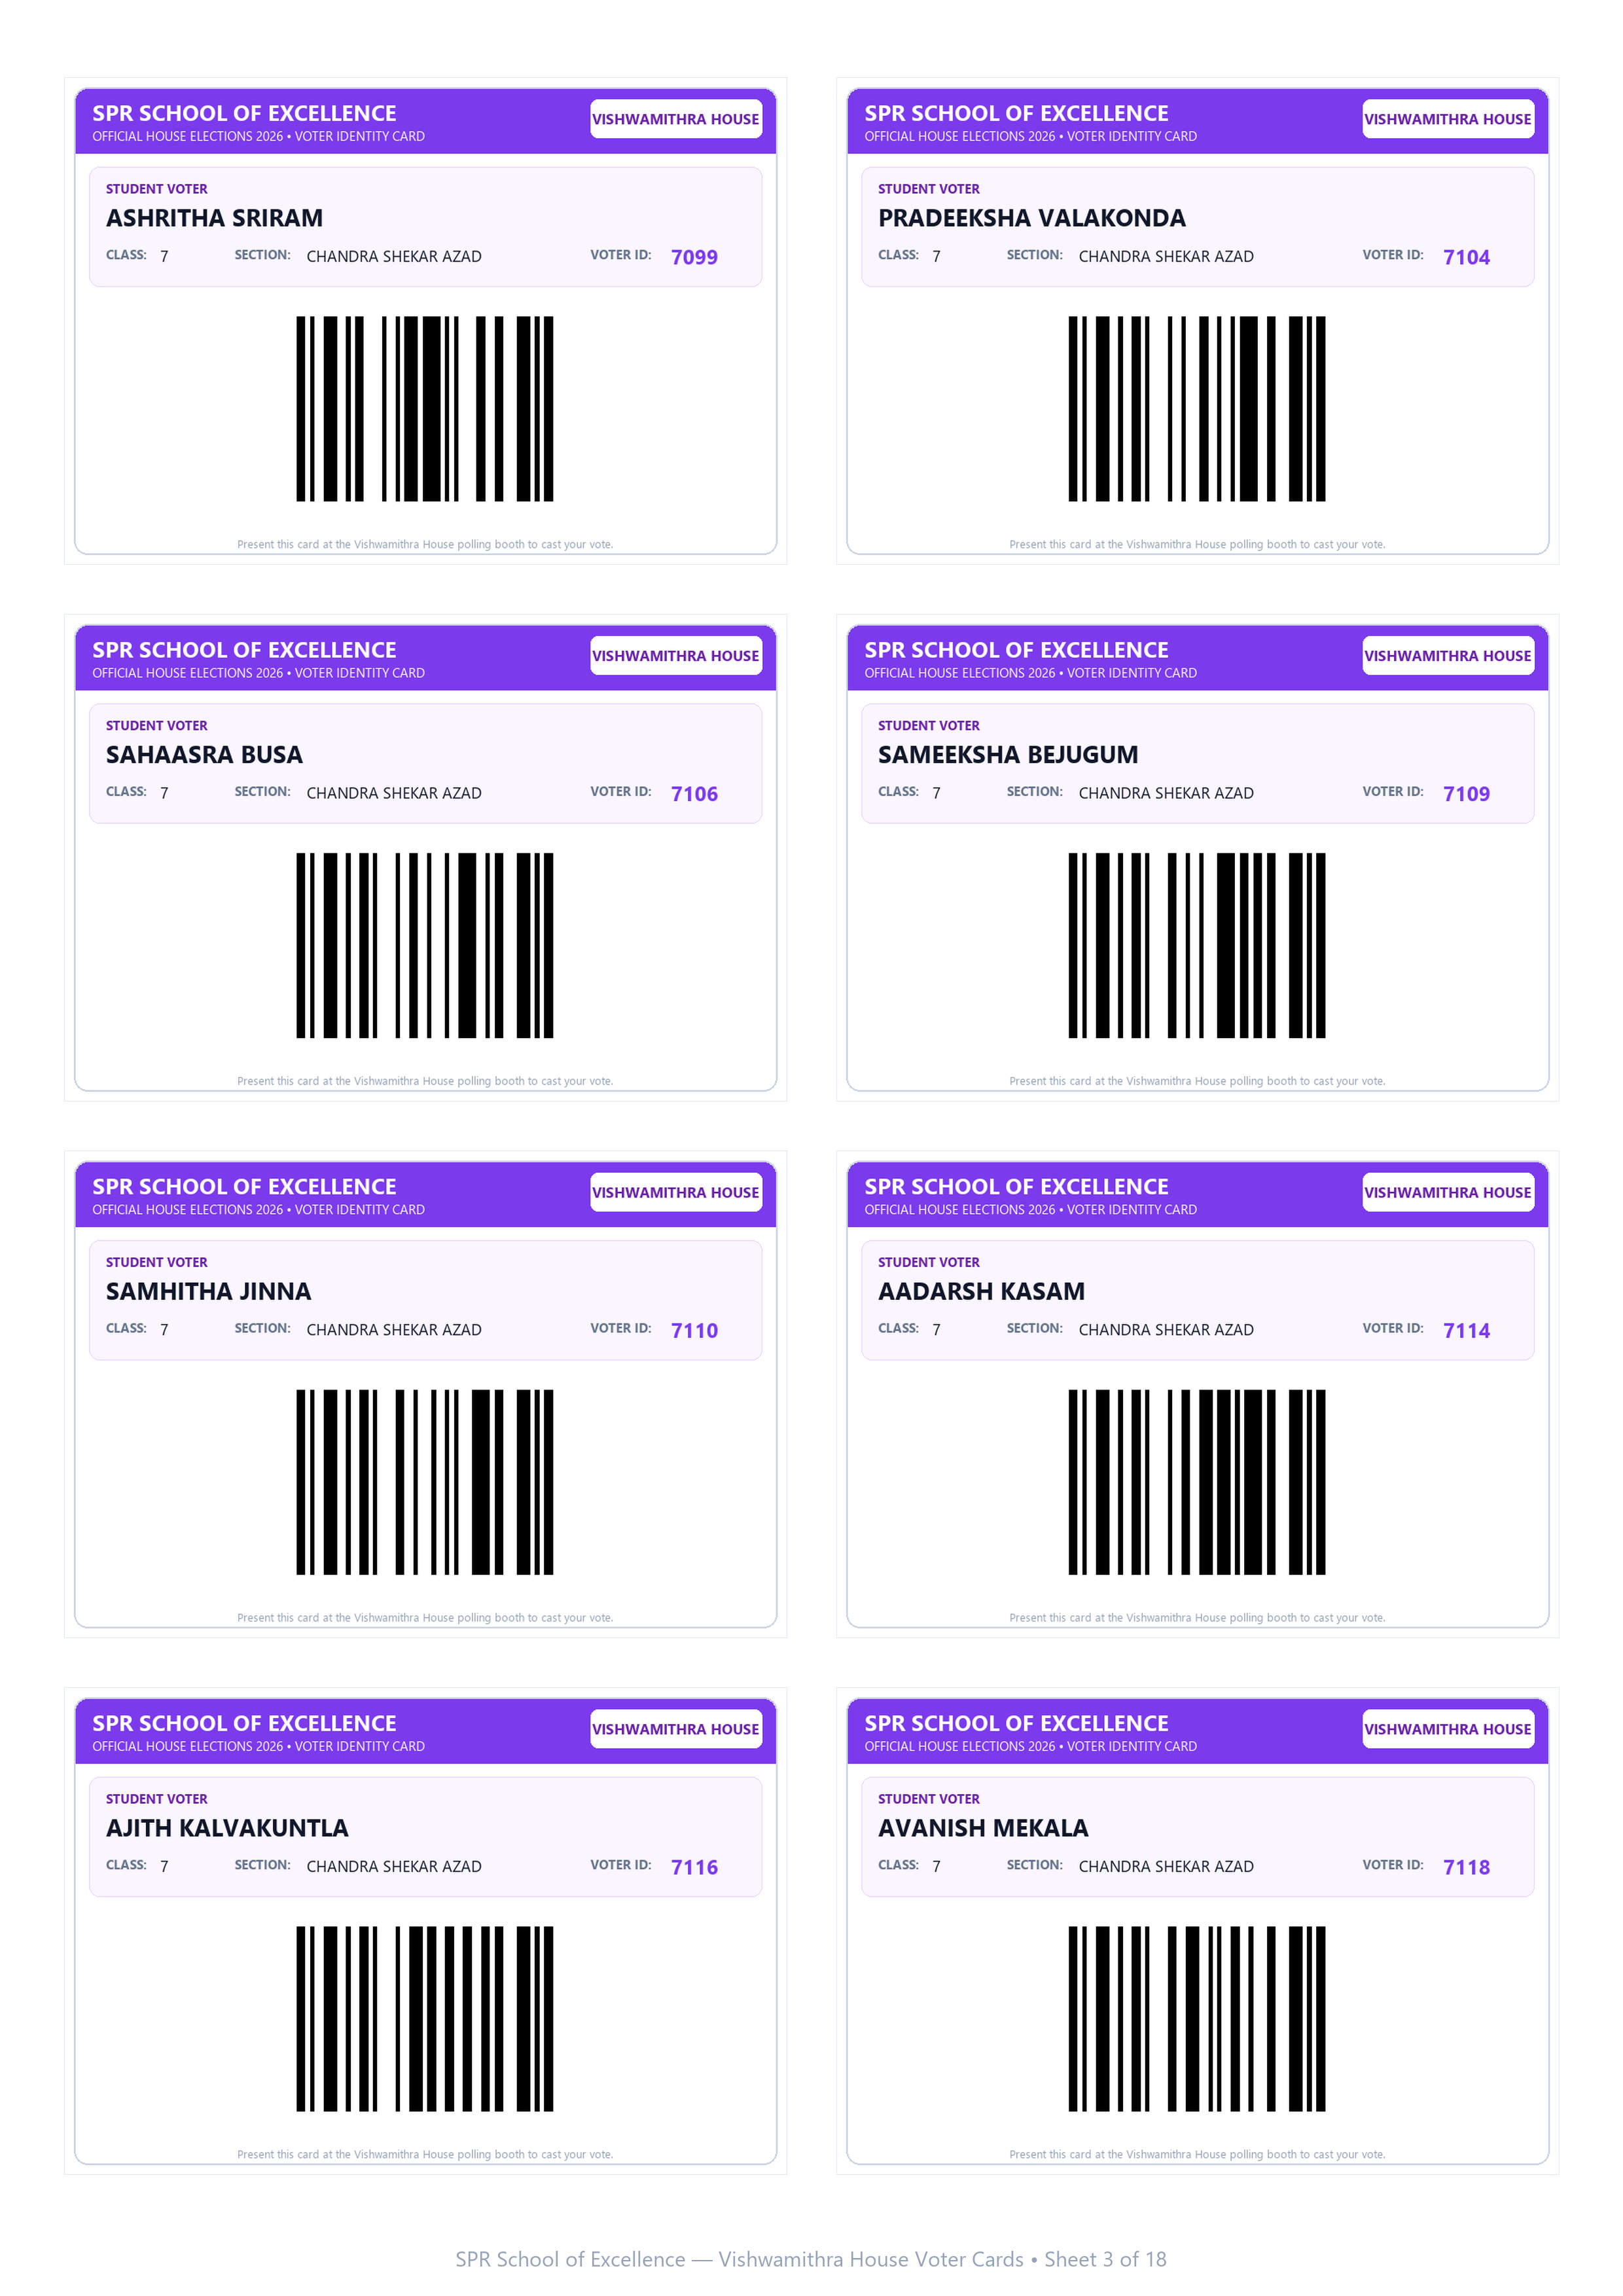 SPR SCHOOL OF EXCELLENCE
OFFICIAL HOUSE ELECTIONS 2026 • VOTER IDENTITY CARD
VISHWAMITHRA HOUSE
STUDENT VOTER
ASHRITHA SRIRAM
CLASS: 7 SECTION: CHANDRA SHEKAR AZAD VOTER ID: 7099
Present this card at the Vishwamithra House polling booth to cast your vote.
SPR SCHOOL OF EXCELLENCE
OFFICIAL HOUSE ELECTIONS 2026 • VOTER IDENTITY CARD
VISHWAMITHRA HOUSE
STUDENT VOTER
PRADEEKSHA VALAKONDA
CLASS: 7 SECTION: CHANDRA SHEKAR AZAD VOTER ID: 7104
Present this card at the Vishwamithra House polling booth to cast your vote.
SPR SCHOOL OF EXCELLENCE
OFFICIAL HOUSE ELECTIONS 2026 • VOTER IDENTITY CARD
VISHWAMITHRA HOUSE
STUDENT VOTER
SAHAASRA BUSA
CLASS: 7 SECTION: CHANDRA SHEKAR AZAD VOTER ID: 7106
Present this card at the Vishwamithra House polling booth to cast your vote.
SPR SCHOOL OF EXCELLENCE
OFFICIAL HOUSE ELECTIONS 2026 • VOTER IDENTITY CARD
VISHWAMITHRA HOUSE
STUDENT VOTER
SAMEEKSHA BEJUGUM
CLASS: 7 SECTION: CHANDRA SHEKAR AZAD VOTER ID: 7109
Present this card at the Vishwamithra House polling booth to cast your vote.
SPR SCHOOL OF EXCELLENCE
OFFICIAL HOUSE ELECTIONS 2026 • VOTER IDENTITY CARD
VISHWAMITHRA HOUSE
STUDENT VOTER
SAMHITHA JINNA
CLASS: 7 SECTION: CHANDRA SHEKAR AZAD VOTER ID: 7110
Present this card at the Vishwamithra House polling booth to cast your vote.
SPR SCHOOL OF EXCELLENCE
OFFICIAL HOUSE ELECTIONS 2026 • VOTER IDENTITY CARD
VISHWAMITHRA HOUSE
STUDENT VOTER
AADARSH KASAM
CLASS: 7 SECTION: CHANDRA SHEKAR AZAD VOTER ID: 7114
Present this card at the Vishwamithra House polling booth to cast your vote.
SPR SCHOOL OF EXCELLENCE
OFFICIAL HOUSE ELECTIONS 2026 • VOTER IDENTITY CARD
VISHWAMITHRA HOUSE
STUDENT VOTER
AJITH KALVAKUNTLA
CLASS: 7 SECTION: CHANDRA SHEKAR AZAD VOTER ID: 7116
Present this card at the Vishwamithra House polling booth to cast your vote.
SPR SCHOOL OF EXCELLENCE
OFFICIAL HOUSE ELECTIONS 2026 • VOTER IDENTITY CARD
VISHWAMITHRA HOUSE
STUDENT VOTER
AVANISH MEKALA
CLASS: 7 SECTION: CHANDRA SHEKAR AZAD VOTER ID: 7118
Present this card at the Vishwamithra House polling booth to cast your vote.
SPR School of Excellence — Vishwamithra House Voter Cards • Sheet 3 of 18